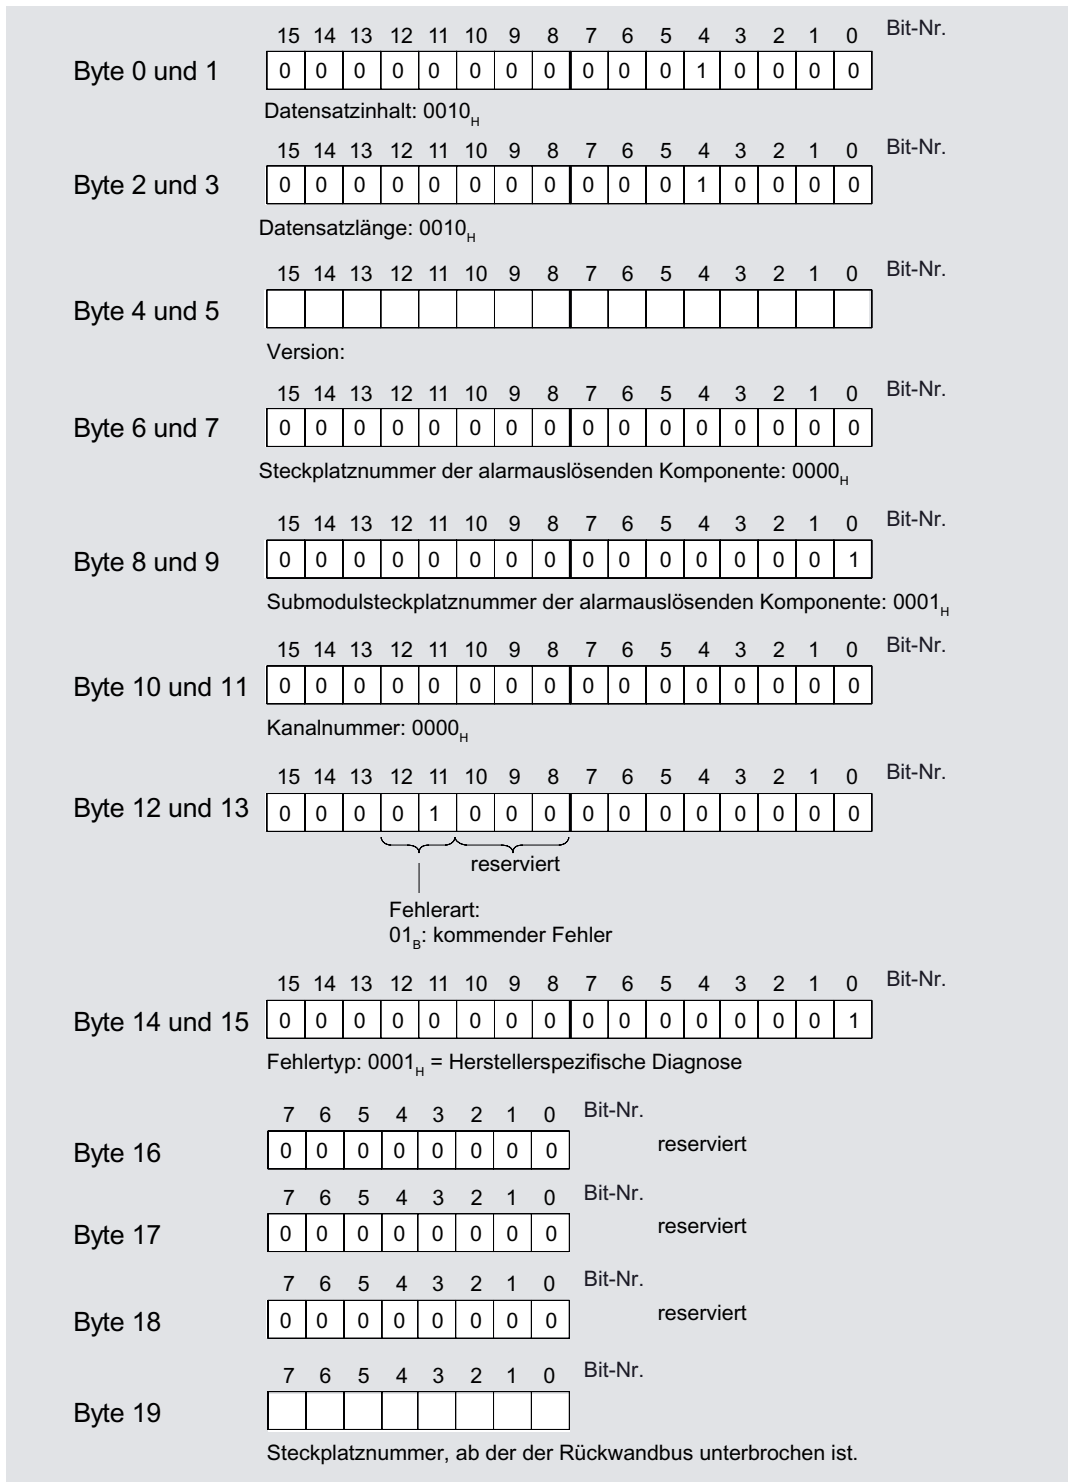 15 14 13 12 11 10 9 8 7 6 5 4 3 2 1 0 Bit-Nr.
Byte 0 und 1 0 0 0 0 0 0 0 0 0 0 0 1 0 0 0 0
Datensatzinhalt: 0010H
15 14 13 12 11 10 9 8 7 6 5 4 3 2 1 0 Bit-Nr.
Byte 2 und 3 0 0 0 0 0 0 0 0 0 0 0 1 0 0 0 0
Datensatzlänge: 0010H
15 14 13 12 11 10 9 8 7 6 5 4 3 2 1 0 Bit-Nr.
Byte 4 und 5
Version:
15 14 13 12 11 10 9 8 7 6 5 4 3 2 1 0 Bit-Nr.
Byte 6 und 7 0 0 0 0 0 0 0 0 0 0 0 0 0 0 0 0
Steckplatznummer der alarmauslösenden Komponente: 0000H
15 14 13 12 11 10 9 8 7 6 5 4 3 2 1 0 Bit-Nr.
Byte 8 und 9 0 0 0 0 0 0 0 0 0 0 0 0 0 0 0 1
Submodulsteckplatznummer der alarmauslösenden Komponente: 0001H
15 14 13 12 11 10 9 8 7 6 5 4 3 2 1 0 Bit-Nr.
Byte 10 und 11 0 0 0 0 0 0 0 0 0 0 0 0 0 0 0 0
Kanalnummer: 0000H
15 14 13 12 11 10 9 8 7 6 5 4 3 2 1 0 Bit-Nr.
Byte 12 und 13 0 0 0 0 1 0 0 0 0 0 0 0 0 0 0 0
reserviert
Fehlerart:
01B: kommender Fehler
15 14 13 12 11 10 9 8 7 6 5 4 3 2 1 0 Bit-Nr.
Byte 14 und 15 0 0 0 0 0 0 0 0 0 0 0 0 0 0 0 1
Fehlertyp: 0001H = Herstellerspezifische Diagnose
7 6 5 4 3 2 1 0 Bit-Nr.
Byte 16 0 0 0 0 0 0 0 0 reserviert
7 6 5 4 3 2 1 0 Bit-Nr.
Byte 17 0 0 0 0 0 0 0 0 reserviert
7 6 5 4 3 2 1 0 Bit-Nr.
Byte 18 0 0 0 0 0 0 0 0 reserviert
7 6 5 4 3 2 1 0 Bit-Nr.
Byte 19
Steckplatznummer, ab der der Rückwandbus unterbrochen ist.